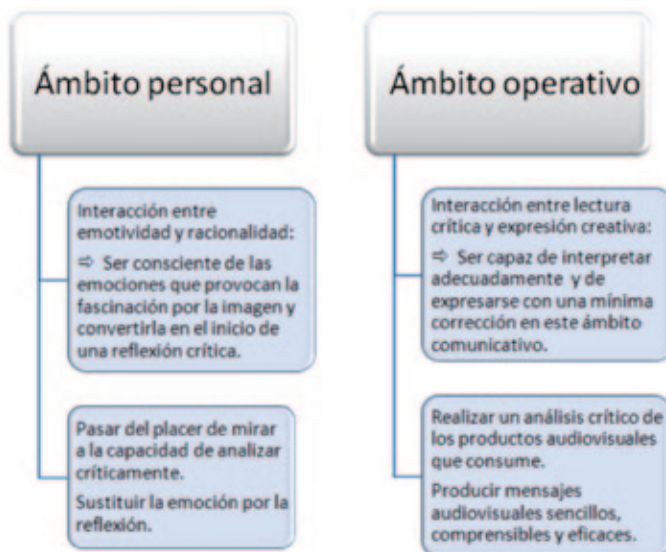 Ámbito personal
Interacción entre
emotividad y racionalidad:
⇨ Ser consciente de las
emociones que provocan la
fascinación por la imagen y
convertirla en el inicio de
una reflexión crítica.
Pasar del placer de mirar
a la capacidad de analizar
críticamente.
Sustituir la emoción por la
reflexión.
Ámbito operativo
Interacción entre lectura
crítica y expresión creativa:
⇨ Ser capaz de interpretar
adecuadamente y de
expresarse con una mínima
corrección en este ámbito
comunicativo.
Realizar un análisis crítico de
los productos audiovisuales
que consume.
Producir mensajes
audiovisuales sencillos,
comprensibles y eficaces.